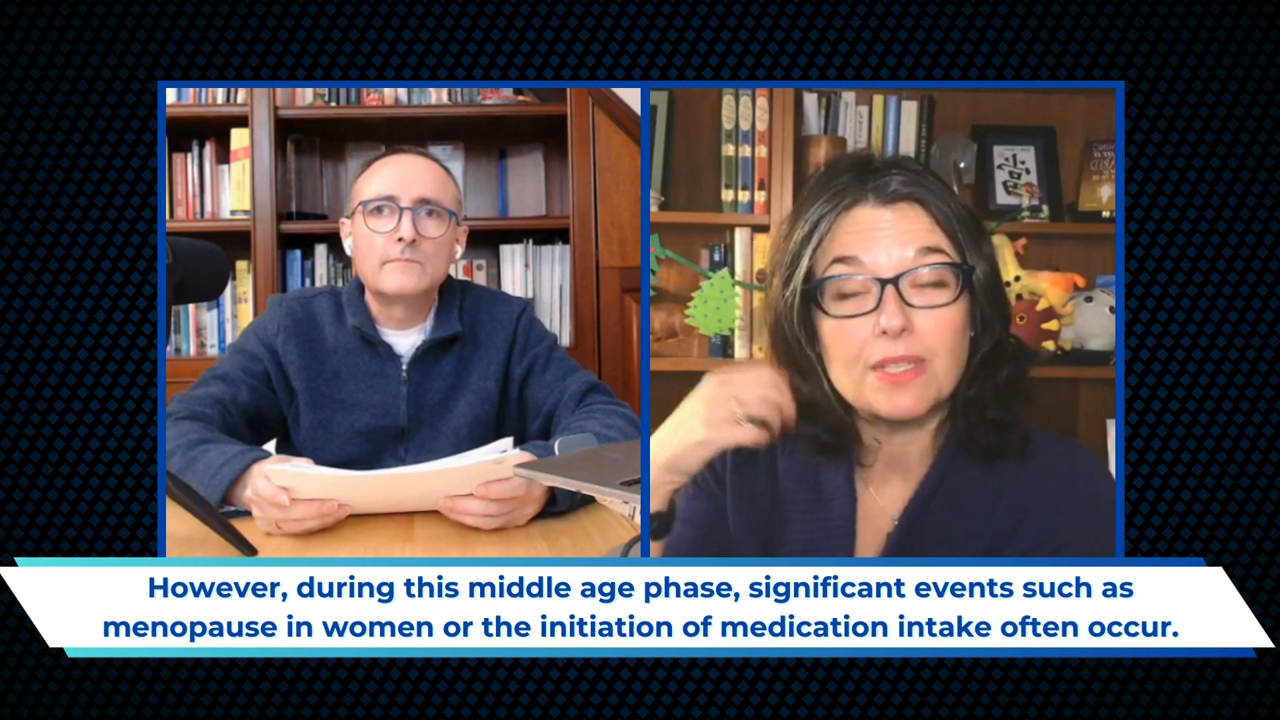 However, during this middle age phase, significant events such as
menopause in women or the initiation of medication intake often occur.